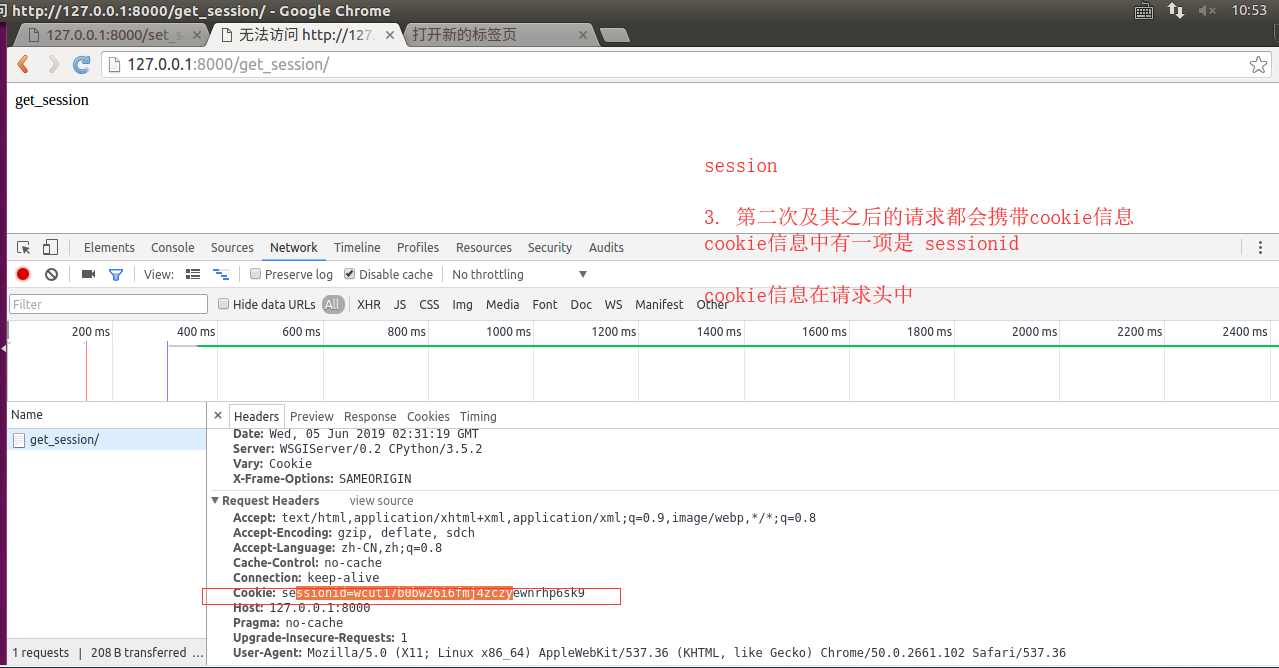 问 http://127.0.0.1:8000/get_session/ - Google Chrome
10:53
127.0.0.1:8000/set_s
无法访问 http://127.
打开新的标签页
127.0.0.1:8000/get_session/
get_session
session
3. 第二次及其之后的请求都会携带cookie信息
cookie信息中有一项是 sessionid
cookie信息在请求头中
Elements Console Sources Network Timeline Profiles Resources Security Audits
View: Preserve log Disable cache No throttling
Filter Hide data URLs All XHR JS CSS Img Media Font Doc WS Manifest Other
200 ms 400 ms 600 ms 800 ms 1000 ms 1200 ms 1400 ms 1600 ms 1800 ms 2000 ms 2200 ms 2400 ms
Name
Headers Preview Response Cookies Timing
get_session/
Date: Wed, 05 Jun 2019 02:31:19 GMT
Server: WSGIServer/0.2 CPython/3.5.2
Vary: Cookie
X-Frame-Options: SAMEORIGIN
Request Headers view source
Accept: text/html,application/xhtml+xml,application/xml;q=0.9,image/webp,*/*;q=0.8
Accept-Encoding: gzip, deflate, sdch
Accept-Language: zh-CN,zh;q=0.8
Cache-Control: no-cache
Connection: keep-alive
Cookie: sessionid=wcut17b0bw26i6fmj4zczyewnrhp6sk9
Host: 127.0.0.1:8000
Pragma: no-cache
Upgrade-Insecure-Requests: 1
User-Agent: Mozilla/5.0 (X11; Linux x86_64) AppleWebKit/537.36 (KHTML, like Gecko) Chrome/50.0.2661.102 Safari/537.36
1 requests | 208 B transferred ...